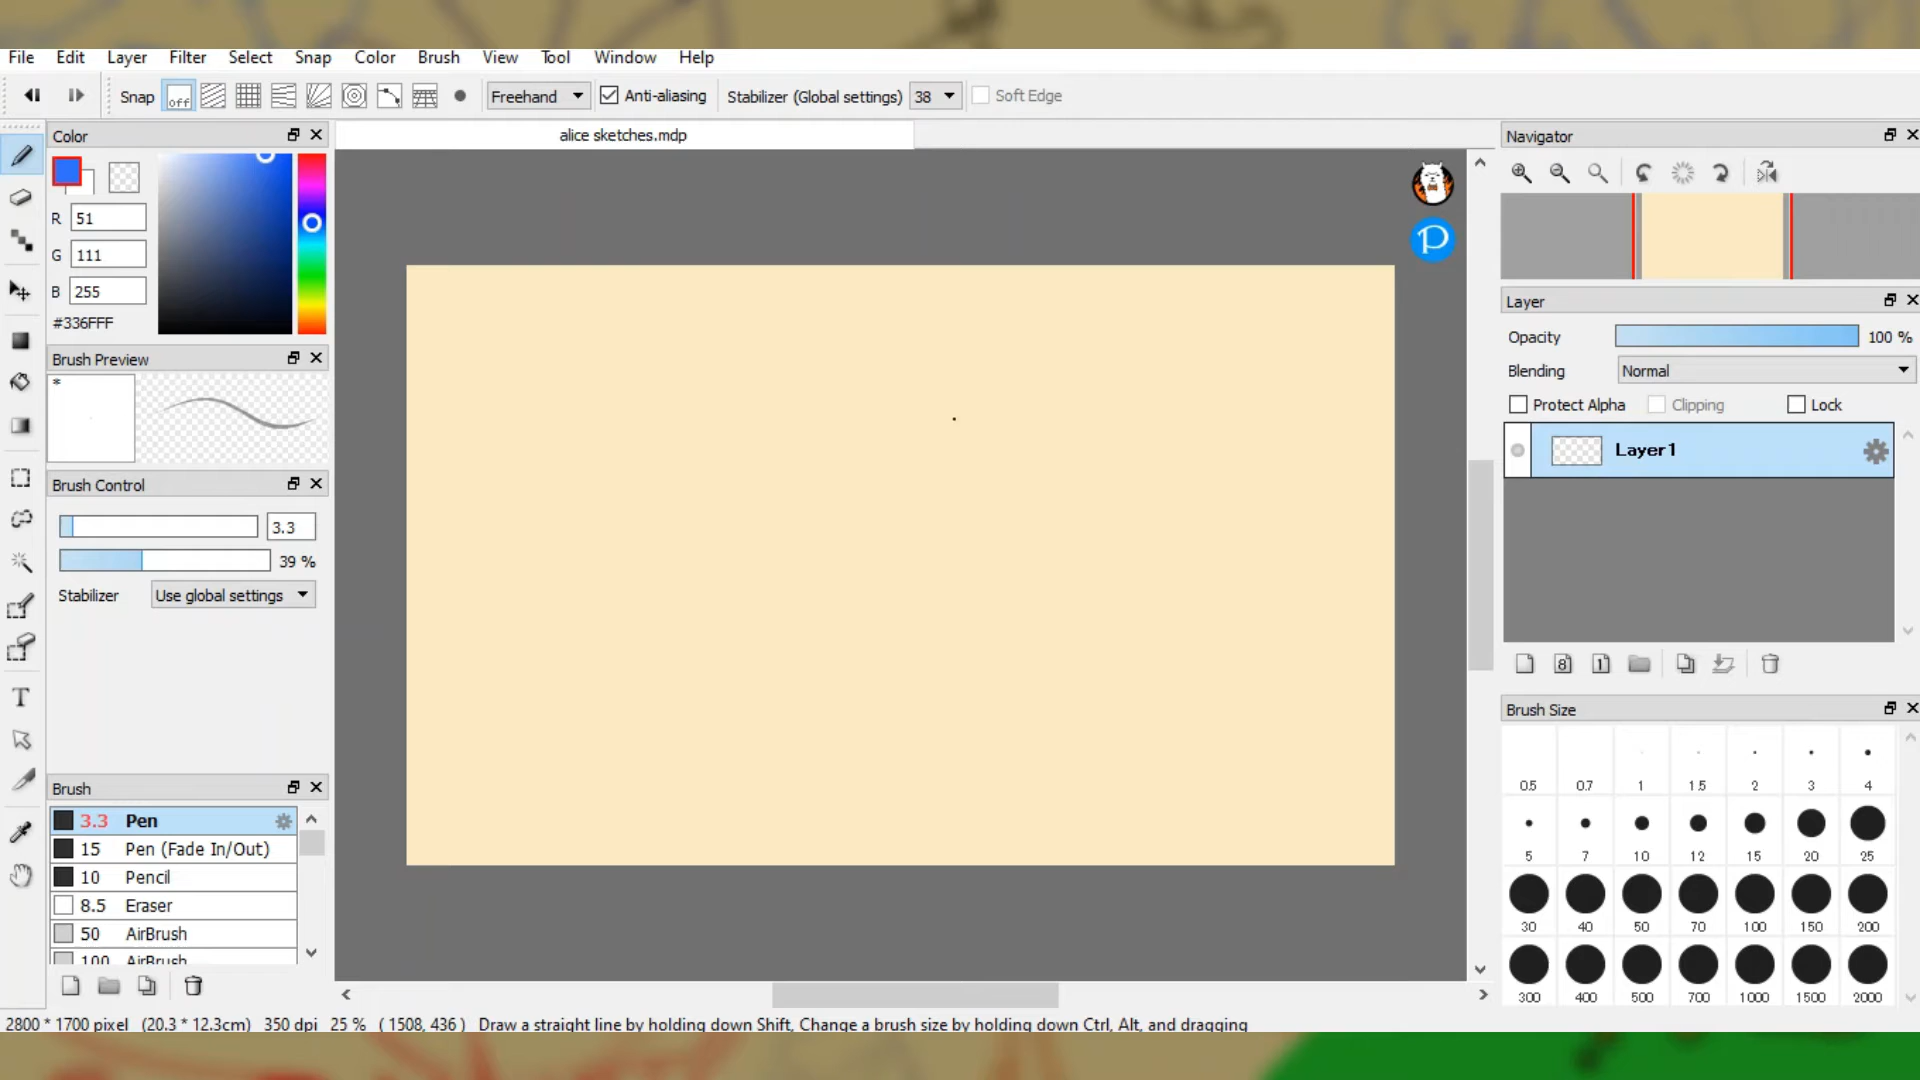 File Edit Layer Filter Select Snap Color Brush View Tool Window Help
Snap off Freehand Anti-aliasing Stabilizer (Global settings) 38 Soft Edge
Color
alice sketches.mdp
Navigator
R 51
G 111
B 255
#336FFF
Layer
Opacity 100 %
Blending Normal
Protect Alpha Clipping Lock
Layer1
Brush Preview
*
Brush Control
3.3
39 %
Stabilizer Use global settings
Brush
3.3 Pen
15 Pen (Fade In/Out)
10 Pencil
8.5 Eraser
50 AirBrush
100 AirBrush
T
P
8 1
Brush Size
0.5 0.7 1 1.5 2 3 4
5 7 10 12 15 20 25
30 40 50 70 100 150 200
300 400 500 700 1000 1500 2000
2800 * 1700 pixel (20.3 * 12.3cm) 350 dpi 25 % ( 1508, 436 ) Draw a straight line by holding down Shift, Change a brush size by holding down Ctrl, Alt, and dragging